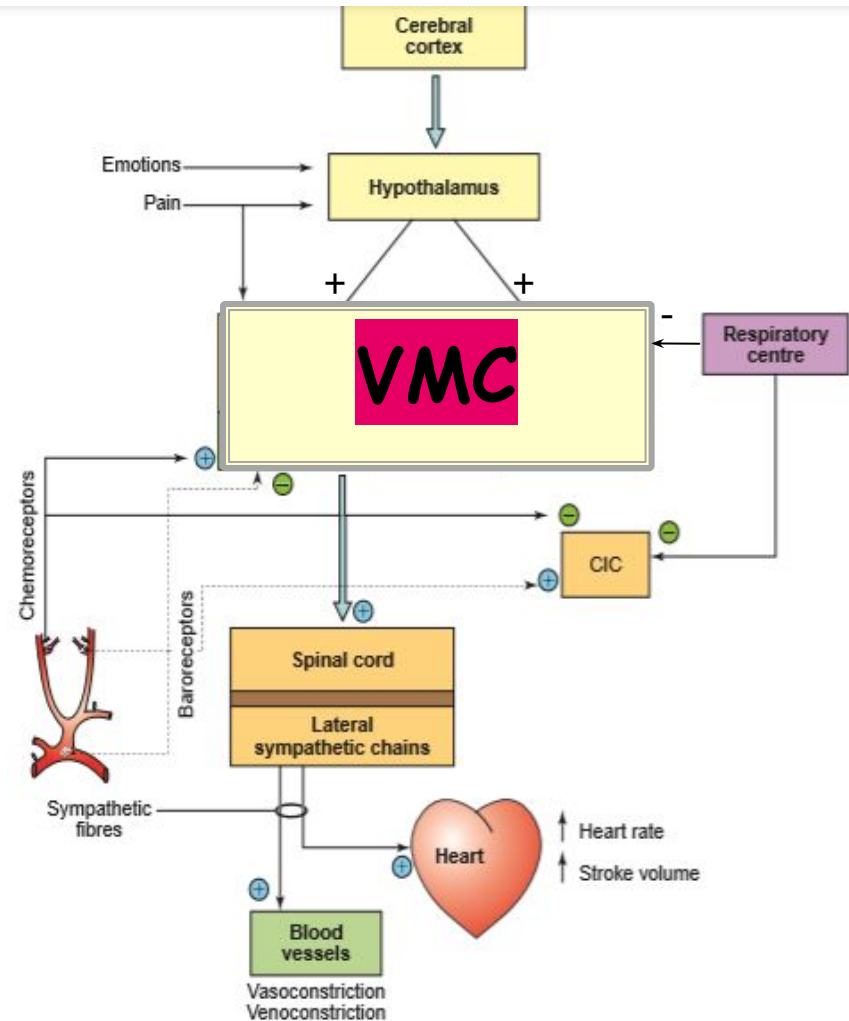 Cerebral
cortex
Emotions
Hypothalamus
Pain
+
+
-
VMC
Respiratory
centre
+
-
Chemoreceptors
-
-
CIC
+
Baroreceptors
+
Spinal cord
Lateral
sympathetic chains
Sympathetic
fibres
Heart rate
Heart
+
Stroke volume
+
Blood
vessels
Vasoconstriction
Venoconstriction